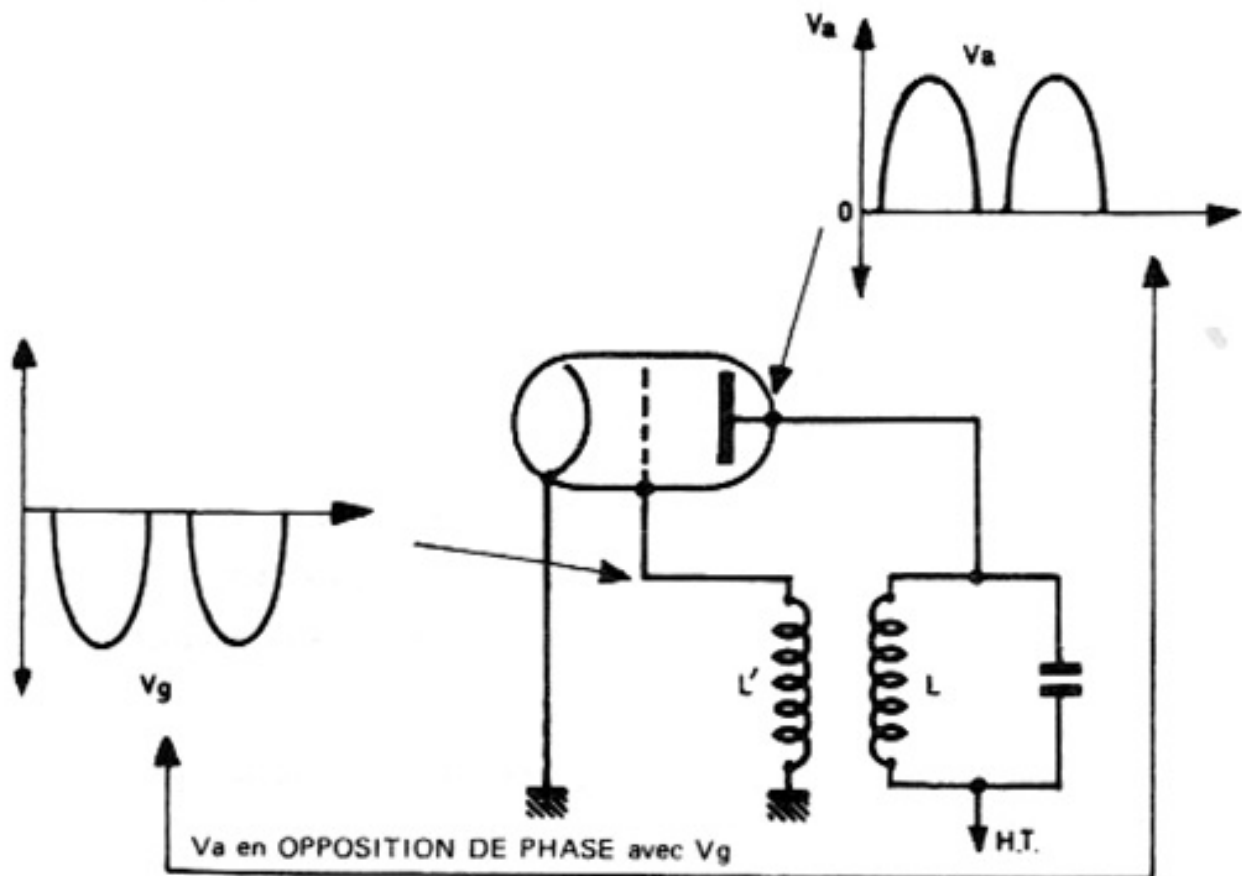 Va
Va
0
Vg
L′
L
H.T.
Va en OPPOSITION DE PHASE avec Vg